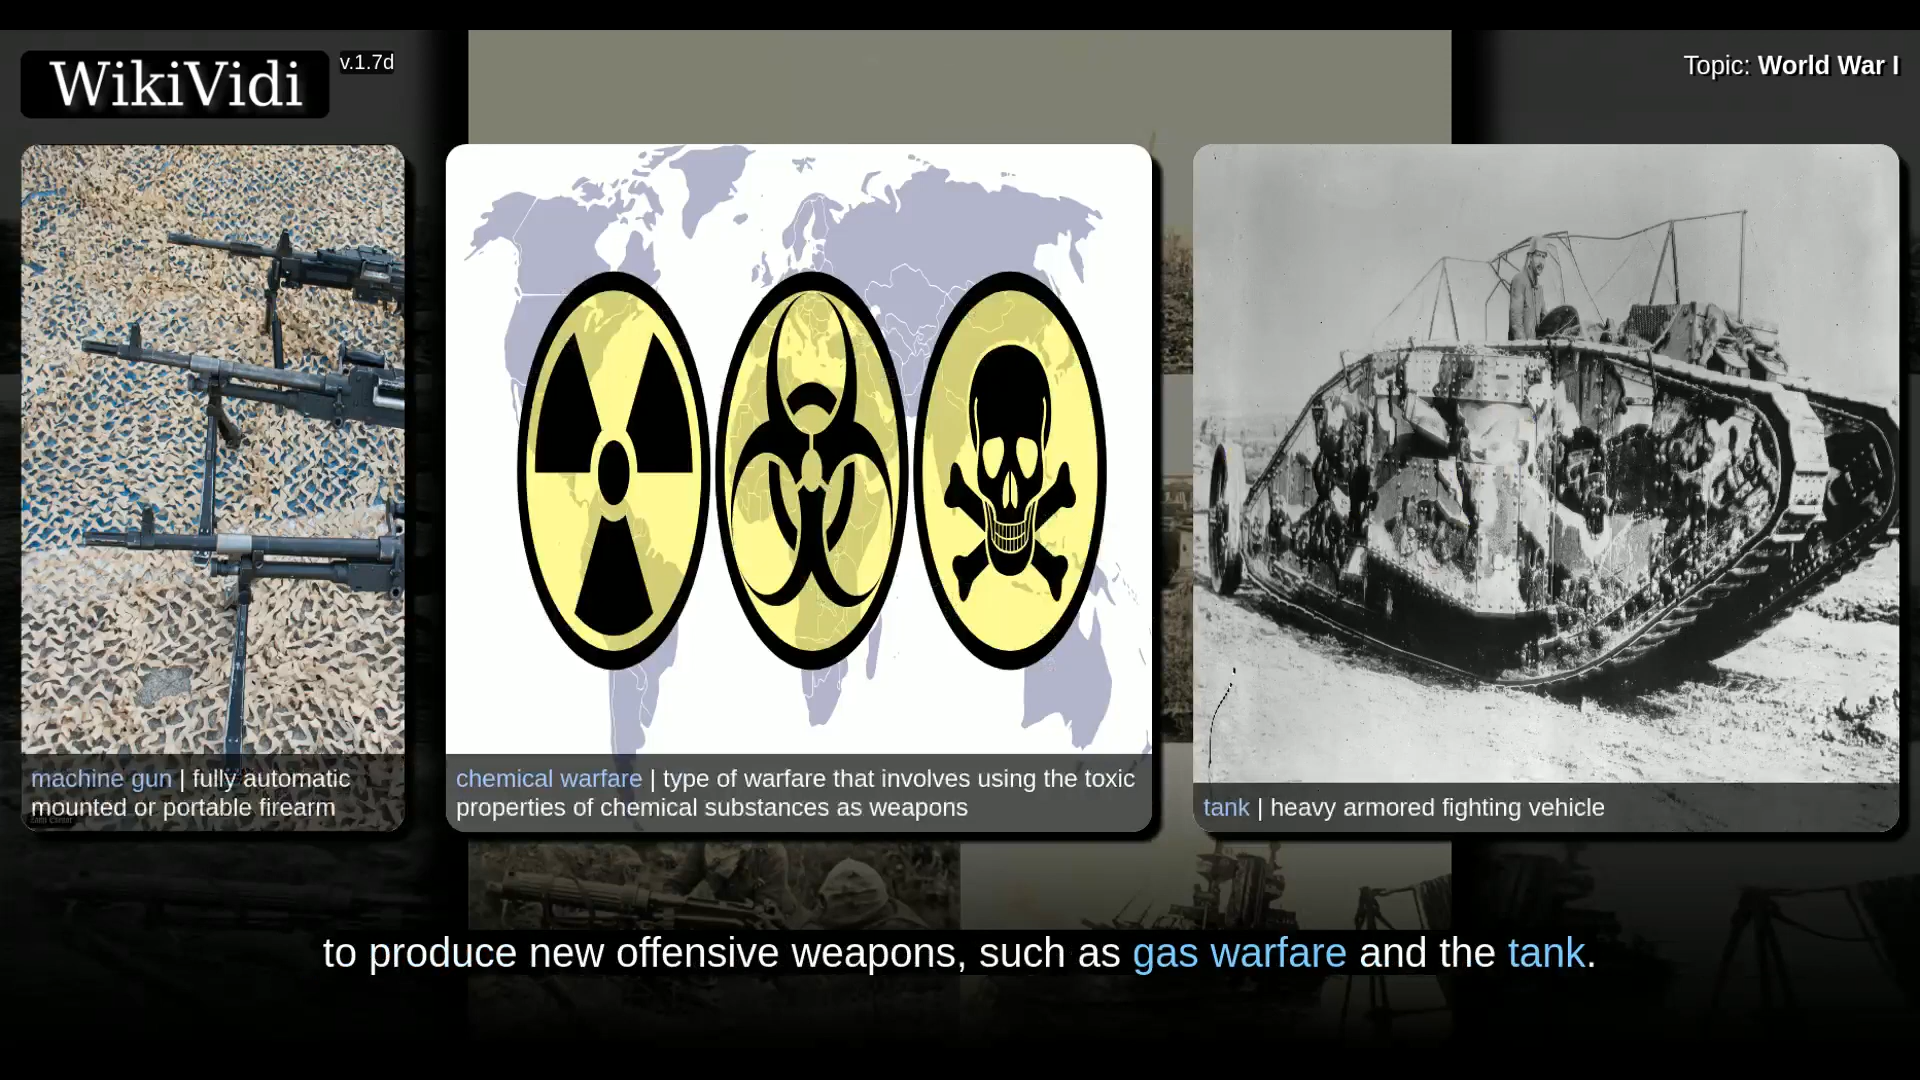 WikiVidi
v.1.7d
Topic: World War I
machine gun | fully automatic
mounted or portable firearm
chemical warfare | type of warfare that involves using the toxic
properties of chemical substances as weapons
tank | heavy armored fighting vehicle
to produce new offensive weapons, such as gas warfare and the tank.